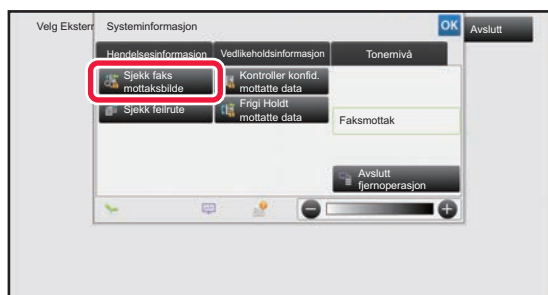 Velg Ekstern
Systeminformasjon
OK
Avslutt
Hendelsesinformasjon
Vedlikeholdsinformasjon
Tonernivå
Sjekk faks
mottaksbilde
Kontroller konfid.
mottatte data
Sjekk feilrute
Frigi Holdt
mottatte data
Faksmottak
Avslutt
fjernoperasjon